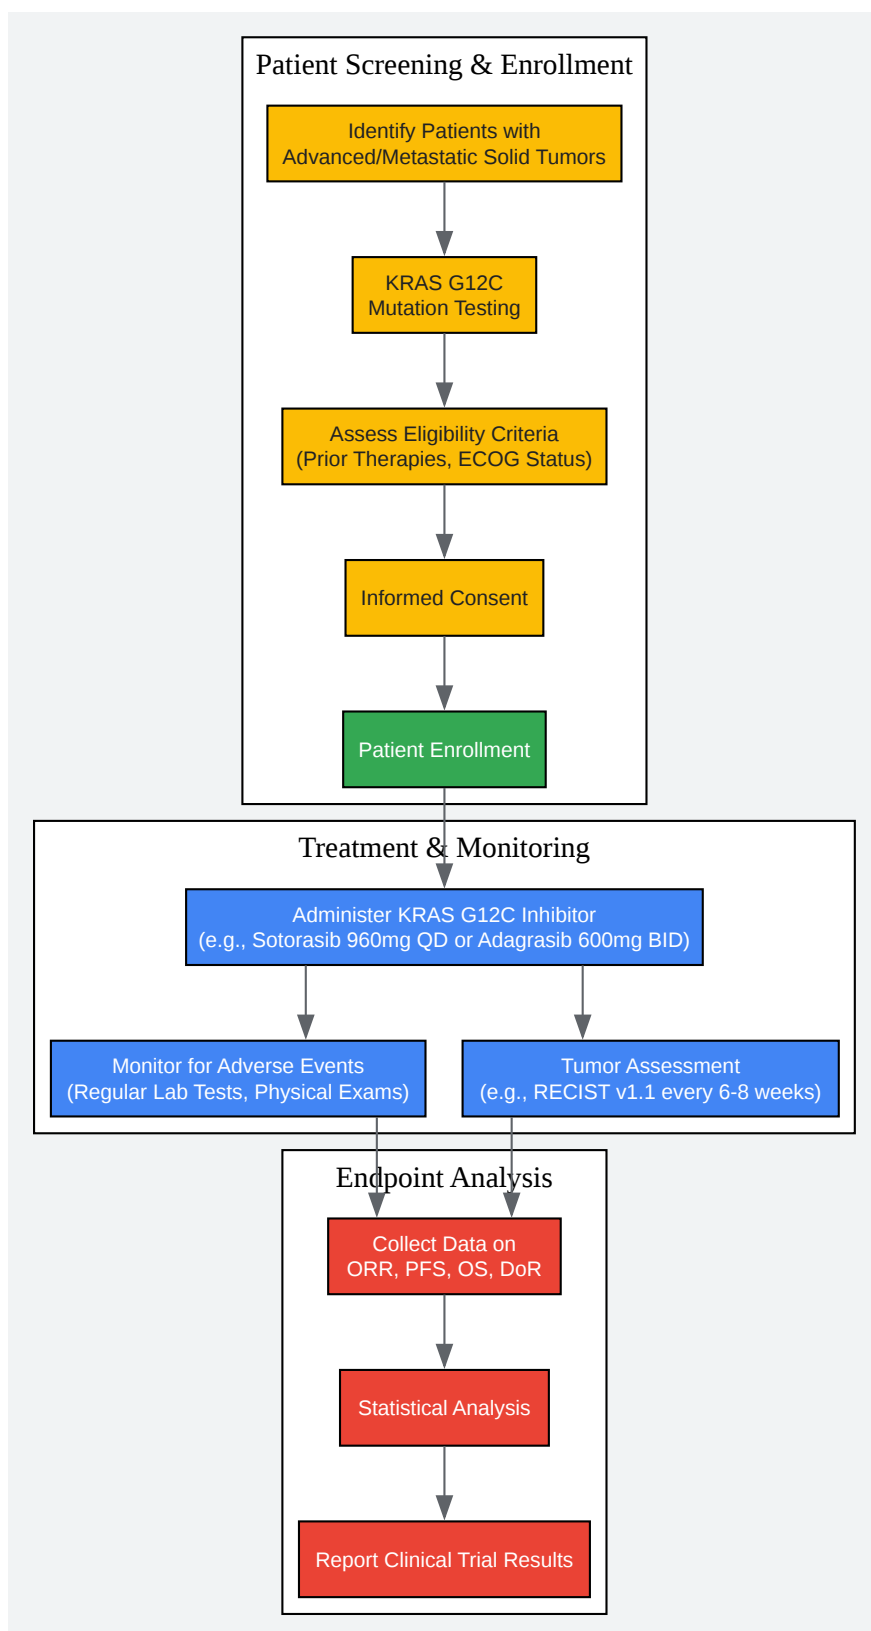 Patient Screening & Enrollment
Identify Patients with
Advanced/Metastatic Solid Tumors
KRAS G12C
Mutation Testing
Assess Eligibility Criteria
(Prior Therapies, ECOG Status)
Informed Consent
Patient Enrollment
Treatment & Monitoring
Administer KRAS G12C Inhibitor
(e.g., Sotorasib 960mg QD or Adagrasib 600mg BID)
Monitor for Adverse Events
(Regular Lab Tests, Physical Exams)
Tumor Assessment
(e.g., RECIST v1.1 every 6-8 weeks)
Endpoint Analysis
Collect Data on
ORR, PFS, OS, DoR
Statistical Analysis
Report Clinical Trial Results